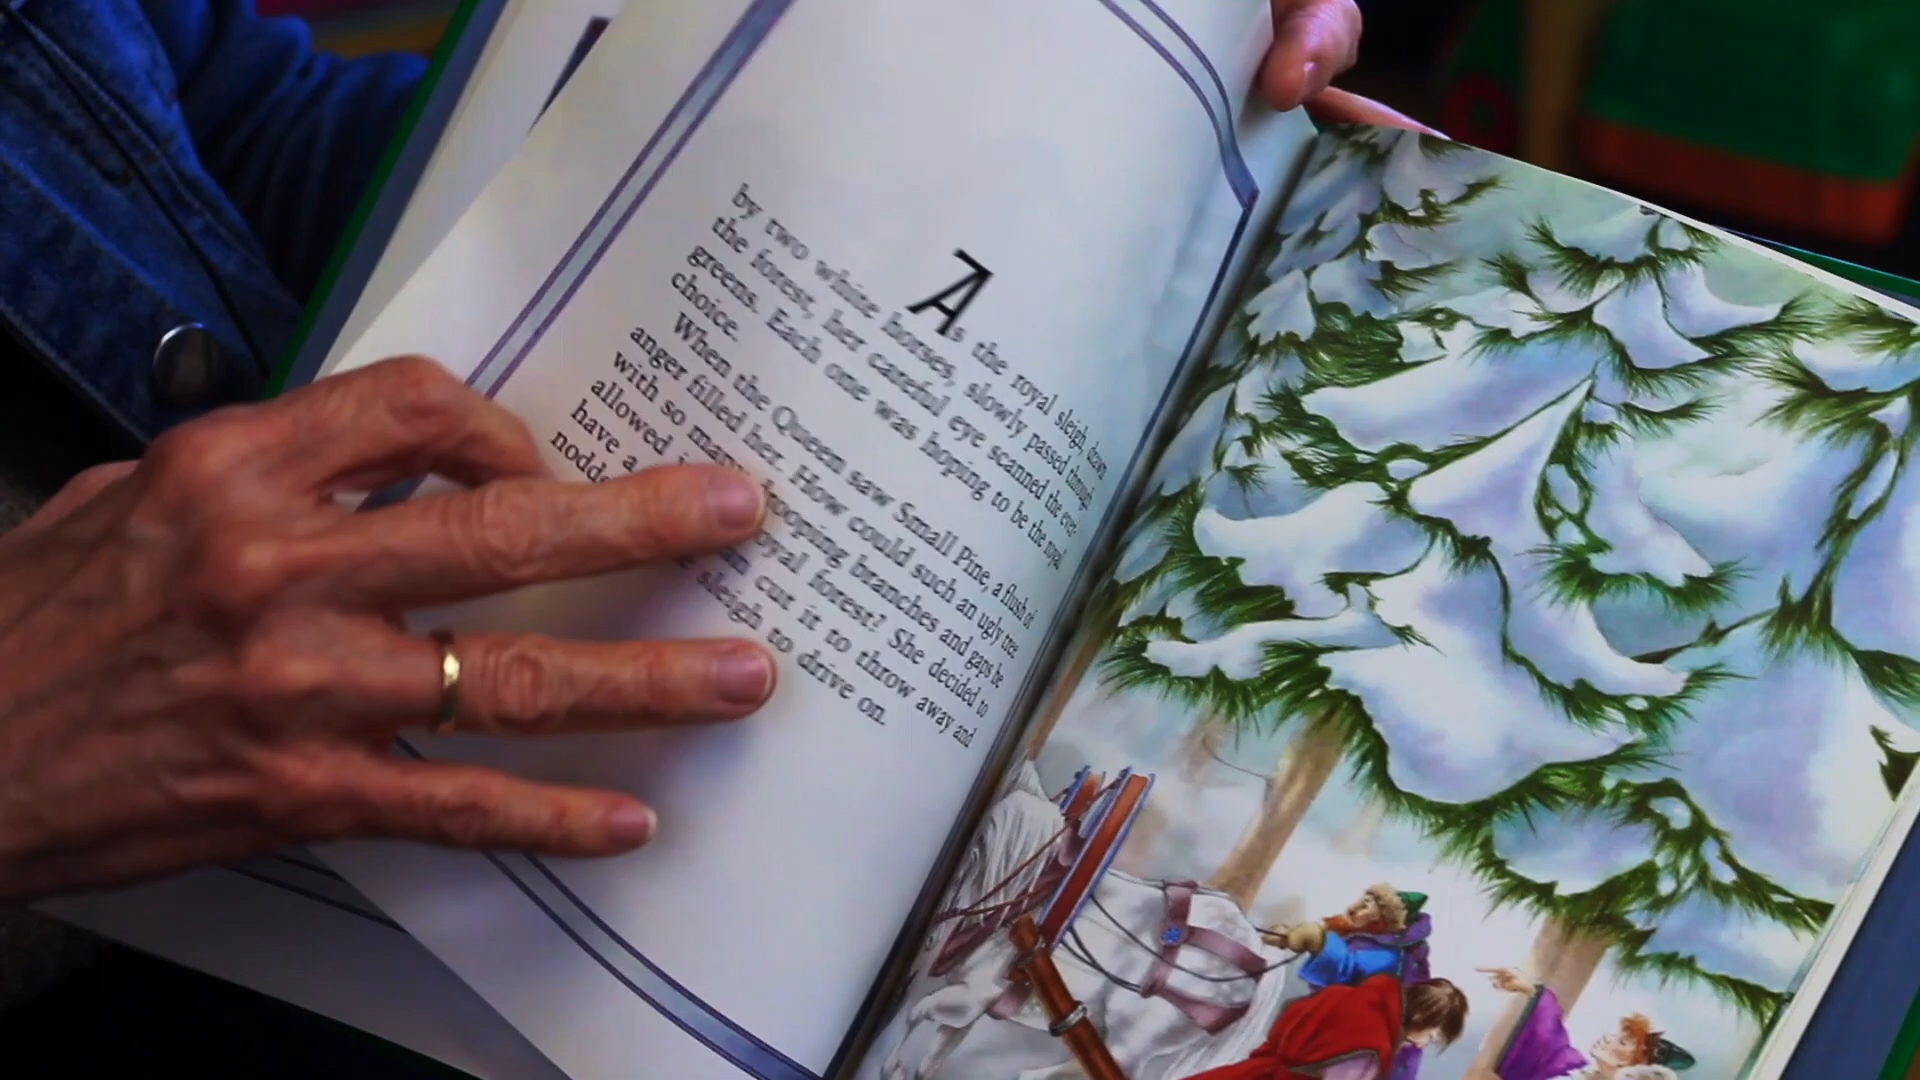 As the royal sleigh, drawn
by two white horses, slowly passed through
the forest, her careful eye scanned the ever-
greens. Each one was hoping to be the royal
choice.
When the Queen saw Small Pine, a flush of
anger filled her. How could such an ugly tree
with so many drooping branches and gaps be
allowed royal forest? She decided to
have a cut it to throw away and
sleigh to drive on.